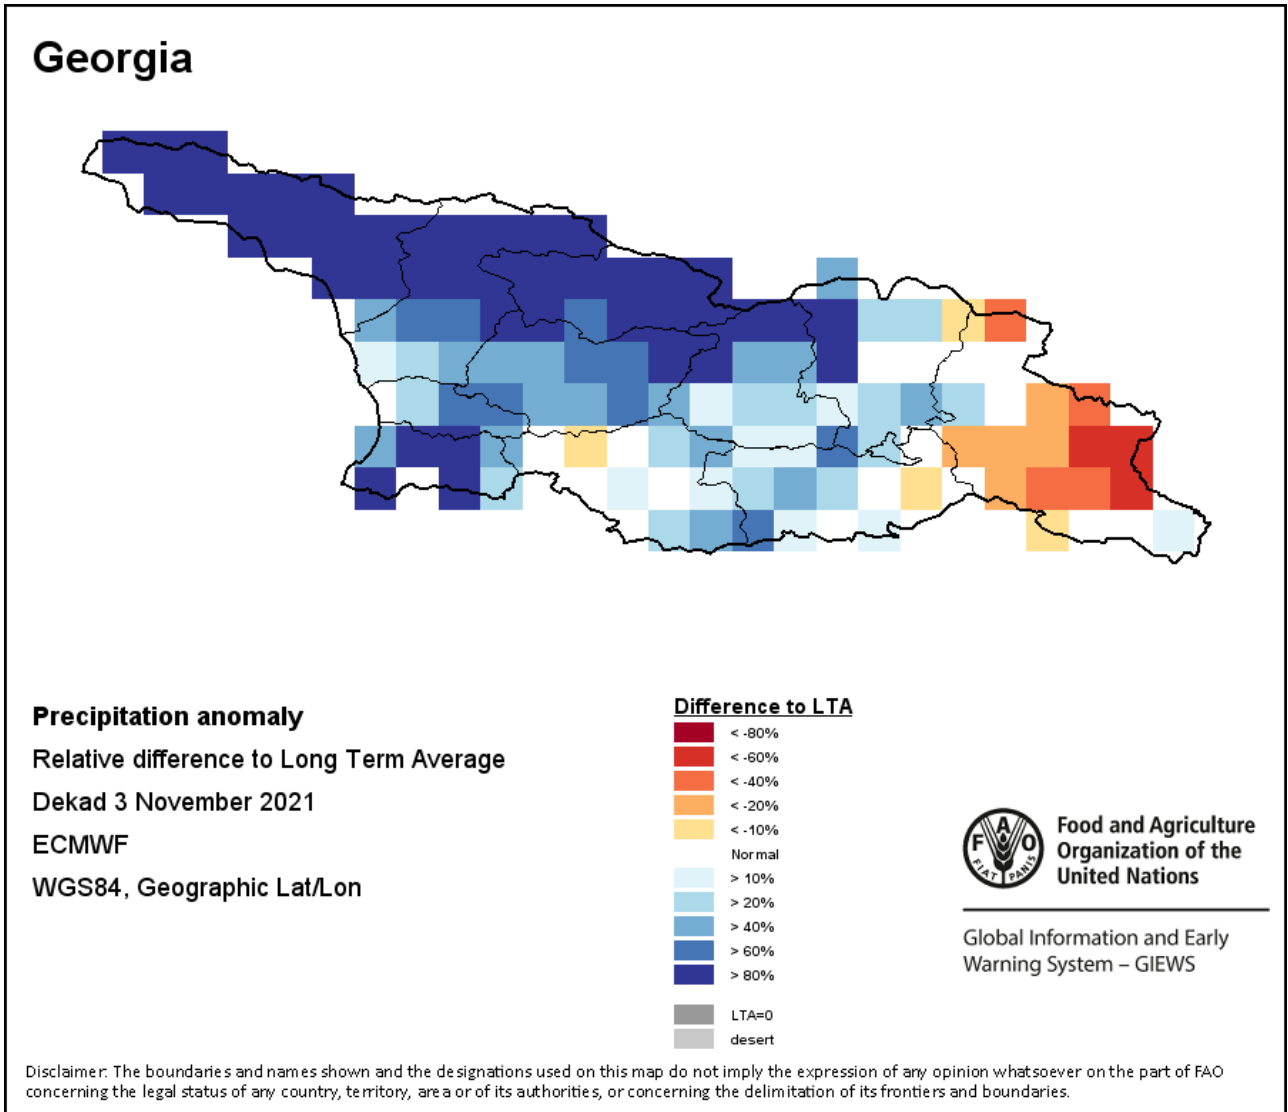 Georgia
Precipitation anomaly
Relative difference to Long Term Average
Dekad 3 November 2021
ECMWF
WGS84, Geographic Lat/Lon
Difference to LTA
< -80%
< -60%
< -40%
< -20%
< -10%
Normal
> 10%
> 20%
> 40%
> 60%
> 80%
LTA=0
desert
F A O
FIAT PANIS
Food and Agriculture
Organization of the
United Nations
Global Information and Early
Warning System – GIEWS
Disclaimer: The boundaries and names shown and the designations used on this map do not imply the expression of any opinion whatsoever on the part of FAO
concerning the legal status of any country, territory, area or of its authorities, or concerning the delimitation of its frontiers and boundaries.